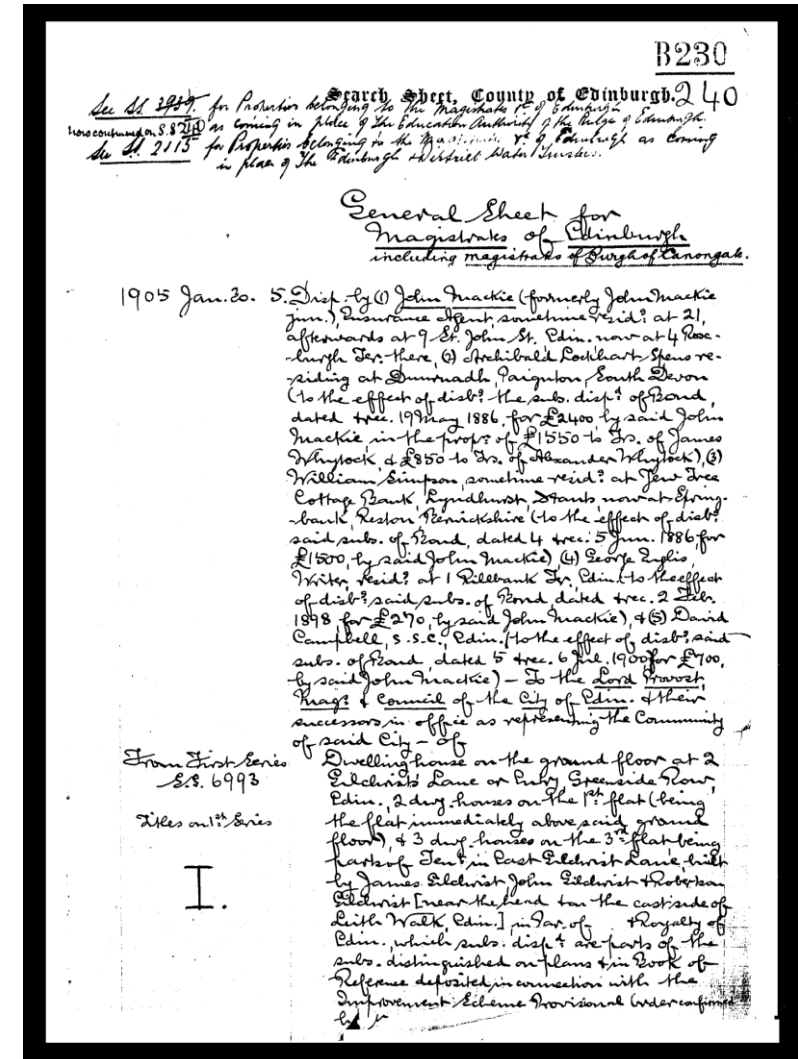 B230
Search Sheet, County of Edinburgh. 240
See SS 3939. for Properties belonging to the Magistrates &c of Edinburgh
now continued on S.S. as coming in place of The Education Authority of the Burgh of Edinburgh.
See SS. 2115 for Properties belonging to the &c. of Edinburgh as coming
in place of The Edinburgh & District Water Trustees.
General Sheet for
Magistrates of Edinburgh
including magistrates of Burgh of Canongate.
1905 Jan. 20. 5. Disp. by (1) John Mackie (formerly John Mackie
jun.), Insurance Agent, sometime resid? at 21,
afterwards at 9 St. John St. Edin. now at 4 Rose-
-burgh Ter. there, (2) Archibald Lockhart Spens re-
-siding at Paignton, South Devon
(to the effect of disb? the subs. disp? of Bond,
dated & rec. 19 May 1886, for £2400, by said John
Mackie, in the prop? of £1550 to Trs. of James
Whytock, & £850 to Trs. of Alexander Whytock), (3)
William Simpson, sometime resid? at Yew Tree
Cottage Bank, Lyndhurst, Hants now at Spring-
-bank, Reston, Berwickshire (to the effect of disb?
said subs. of Bond, dated 4 & rec. 5 Jun. 1886, for
£1500, by said John Mackie) (4) George Inglis,
Writer, resid? at 1 Rillbank Ter., Edin. (to the effect
of disb? said subs. of Bond, dated & rec. 2 Feb.
1898, for £270, by said John Mackie), & (5) David
Campbell, S.S.C., Edin. (to the effect of disb? said
subs. of Bond, dated 5 & rec. 6 Jul. 1900 for £700,
by said John Mackie) - To the Lord Provost,
Mag? & Council of the City of Edin. & their
successors in office as representing the Community
of said City - of
From First Series
S.S. 6993
Titles on 1st Series
I.
Dwelling house on the ground floor at 2
Gilchrist's Lane or Entry, Greenside Row,
Edin., 2 dwg. houses on the 1st flat (being
the flat immediately above said ground
floor), & 3 dwg. houses on the 3rd flat being
parts of Ten? in East Gilchrist Lane, built
by James Gilchrist John Gilchrist & Robertson
Gilchrist [near the head & on the east side of
Leith Walk, Edin.] in Par. of & Royalty of
Edin., which subs. disp? are parts of the
subs. distinguished on plans & in Book of
Reference deposited in connection with the
Improvement Scheme Provisional Order confirmed
by